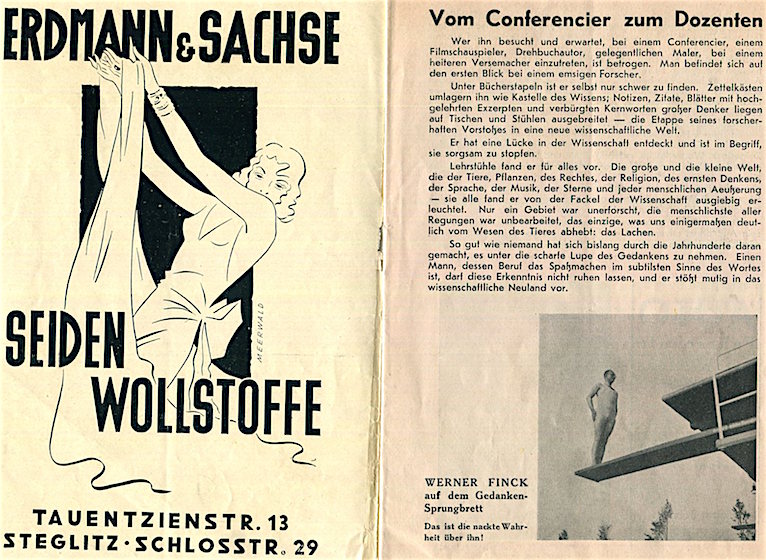 ERDMANN & SACHSE
SEIDEN
WOLLSTOFFE
MEERWALD
TAUENTZIENSTR. 13
STEGLITZ · SCHLOSSTR. 29
Vom Conferencier zum Dozenten
Wer ihn besucht und erwartet, bei einem Conferencier, einem
Filmschauspieler, Drehbuchautor, gelegentlichen Maler, bei einem
heiteren Versemacher einzutreten, ist betrogen. Man befindet sich auf
den ersten Blick bei einem emsigen Forscher.
Unter Bücherstapeln ist er selbst nur schwer zu finden. Zettelkästen
umlagern ihn wie Kastelle des Wissens; Notizen, Zitate, Blätter mit hoch-
gelehrten Exzerpten und verbürgten Kernworten großer Denker liegen
auf Tischen und Stühlen ausgebreitet — die Etappe seines forscher-
haften Vorstoßes in eine neue wissenschaftliche Welt.
Er hat eine Lücke in der Wissenschaft entdeckt und ist im Begriff,
sie sorgsam zu stopfen.
Lehrstühle fand er für alles vor. Die große und die kleine Welt,
die der Tiere, Pflanzen, des Rechtes, der Religion, des ernsten Denkens,
der Sprache, der Musik, der Sterne und jeder menschlichen Aeußerung
— sie alle fand er von der Fackel der Wissenschaft ausgiebig er-
leuchtet. Nur ein Gebiet war unerforscht, die menschlichste aller
Regungen war unbearbeitet, das einzige, was uns einigermaßen deut-
lich vom Wesen des Tieres abhebt: das Lachen.
So gut wie niemand hat sich bislang durch die Jahrhunderte daran
gemacht, es unter die scharfe Lupe des Gedankens zu nehmen. Einen
Mann, dessen Beruf das Spaßmachen im subtilsten Sinne des Wortes
ist, darf diese Erkenntnis nicht ruhen lassen, und er stößt mutig in das
wissenschaftliche Neuland vor.
WERNER FINCK
auf dem Gedanken-
Sprungbrett
Das ist die nackte Wahr-
heit über ihn!